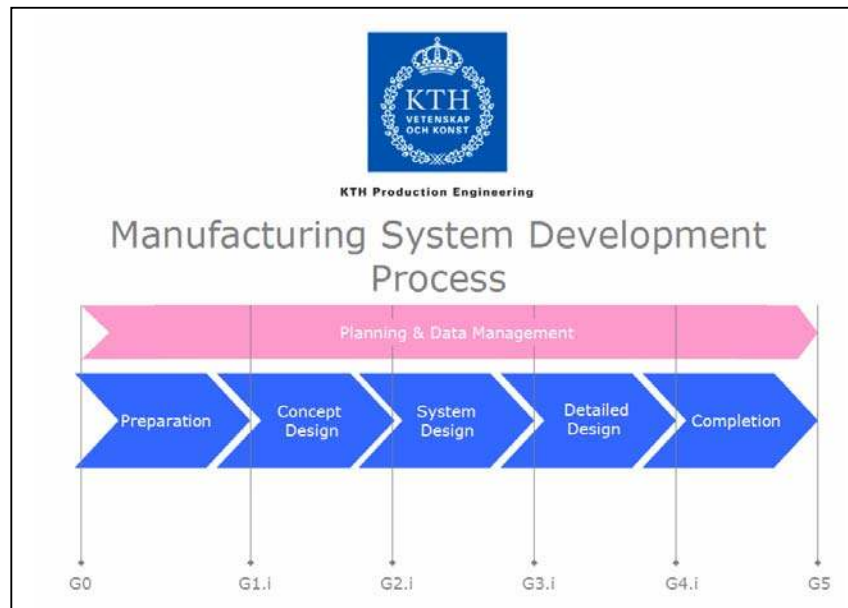 KTH
VETENSKAP
OCH KONST
KTH Production Engineering
Manufacturing System Development
Process
Planning & Data Management
Preparation
Concept
Design
System
Design
Detailed
Design
Completion
G0
G1.i
G2.i
G3.i
G4.i
G5